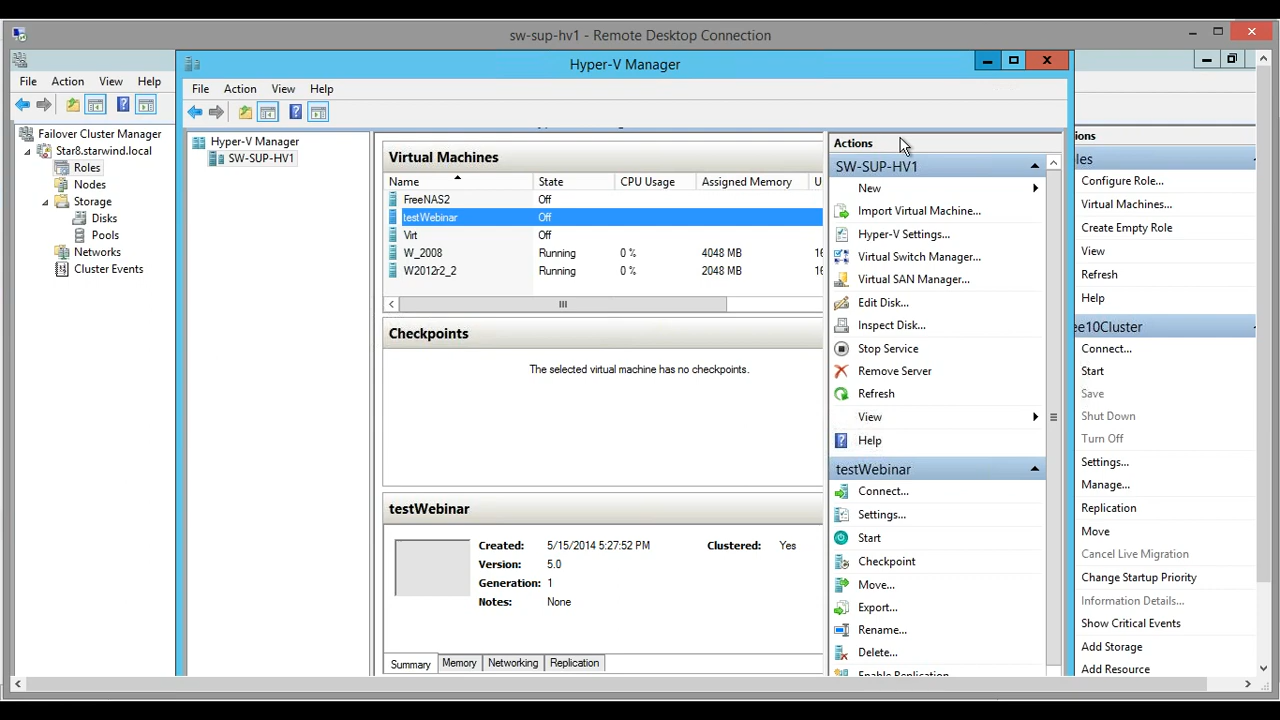 sw-sup-hv1 - Remote Desktop Connection
Hyper-V Manager
File Action View Help
File Action View Help
Failover Cluster Manager
Star8.starwind.local
Roles
Nodes
Storage
Disks
Pools
Networks
Cluster Events
Hyper-V Manager
SW-SUP-HV1
Virtual Machines
Name State CPU Usage Assigned Memory U
FreeNAS2 Off
testWebinar Off
Virt Off
W_2008 Running 0 % 4048 MB 16
W2012r2_2 Running 0 % 2048 MB 16
Checkpoints
The selected virtual machine has no checkpoints.
testWebinar
Created: 5/15/2014 5:27:52 PM Clustered: Yes
Version: 5.0
Generation: 1
Notes: None
Summary Memory Networking Replication
Actions
SW-SUP-HV1
New
Import Virtual Machine...
Hyper-V Settings...
Virtual Switch Manager...
Virtual SAN Manager...
Edit Disk...
Inspect Disk...
Stop Service
Remove Server
Refresh
View
Help
testWebinar
Connect...
Settings...
Start
Checkpoint
Move...
Export...
Rename...
Delete...
Enable Replication...
ions
les
Configure Role...
Virtual Machines...
Create Empty Role
View
Refresh
Help
ee10Cluster
Connect...
Start
Save
Shut Down
Turn Off
Settings...
Manage...
Replication
Move
Cancel Live Migration
Change Startup Priority
Information Details...
Show Critical Events
Add Storage
Add Resource